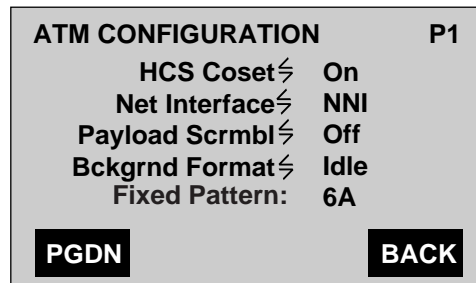 ATM CONFIGURATION P1
HCS Coset On
Net Interface NNI
Payload Scrmbl Off
Bckgrnd Format Idle
Fixed Pattern: 6A
PGDN BACK